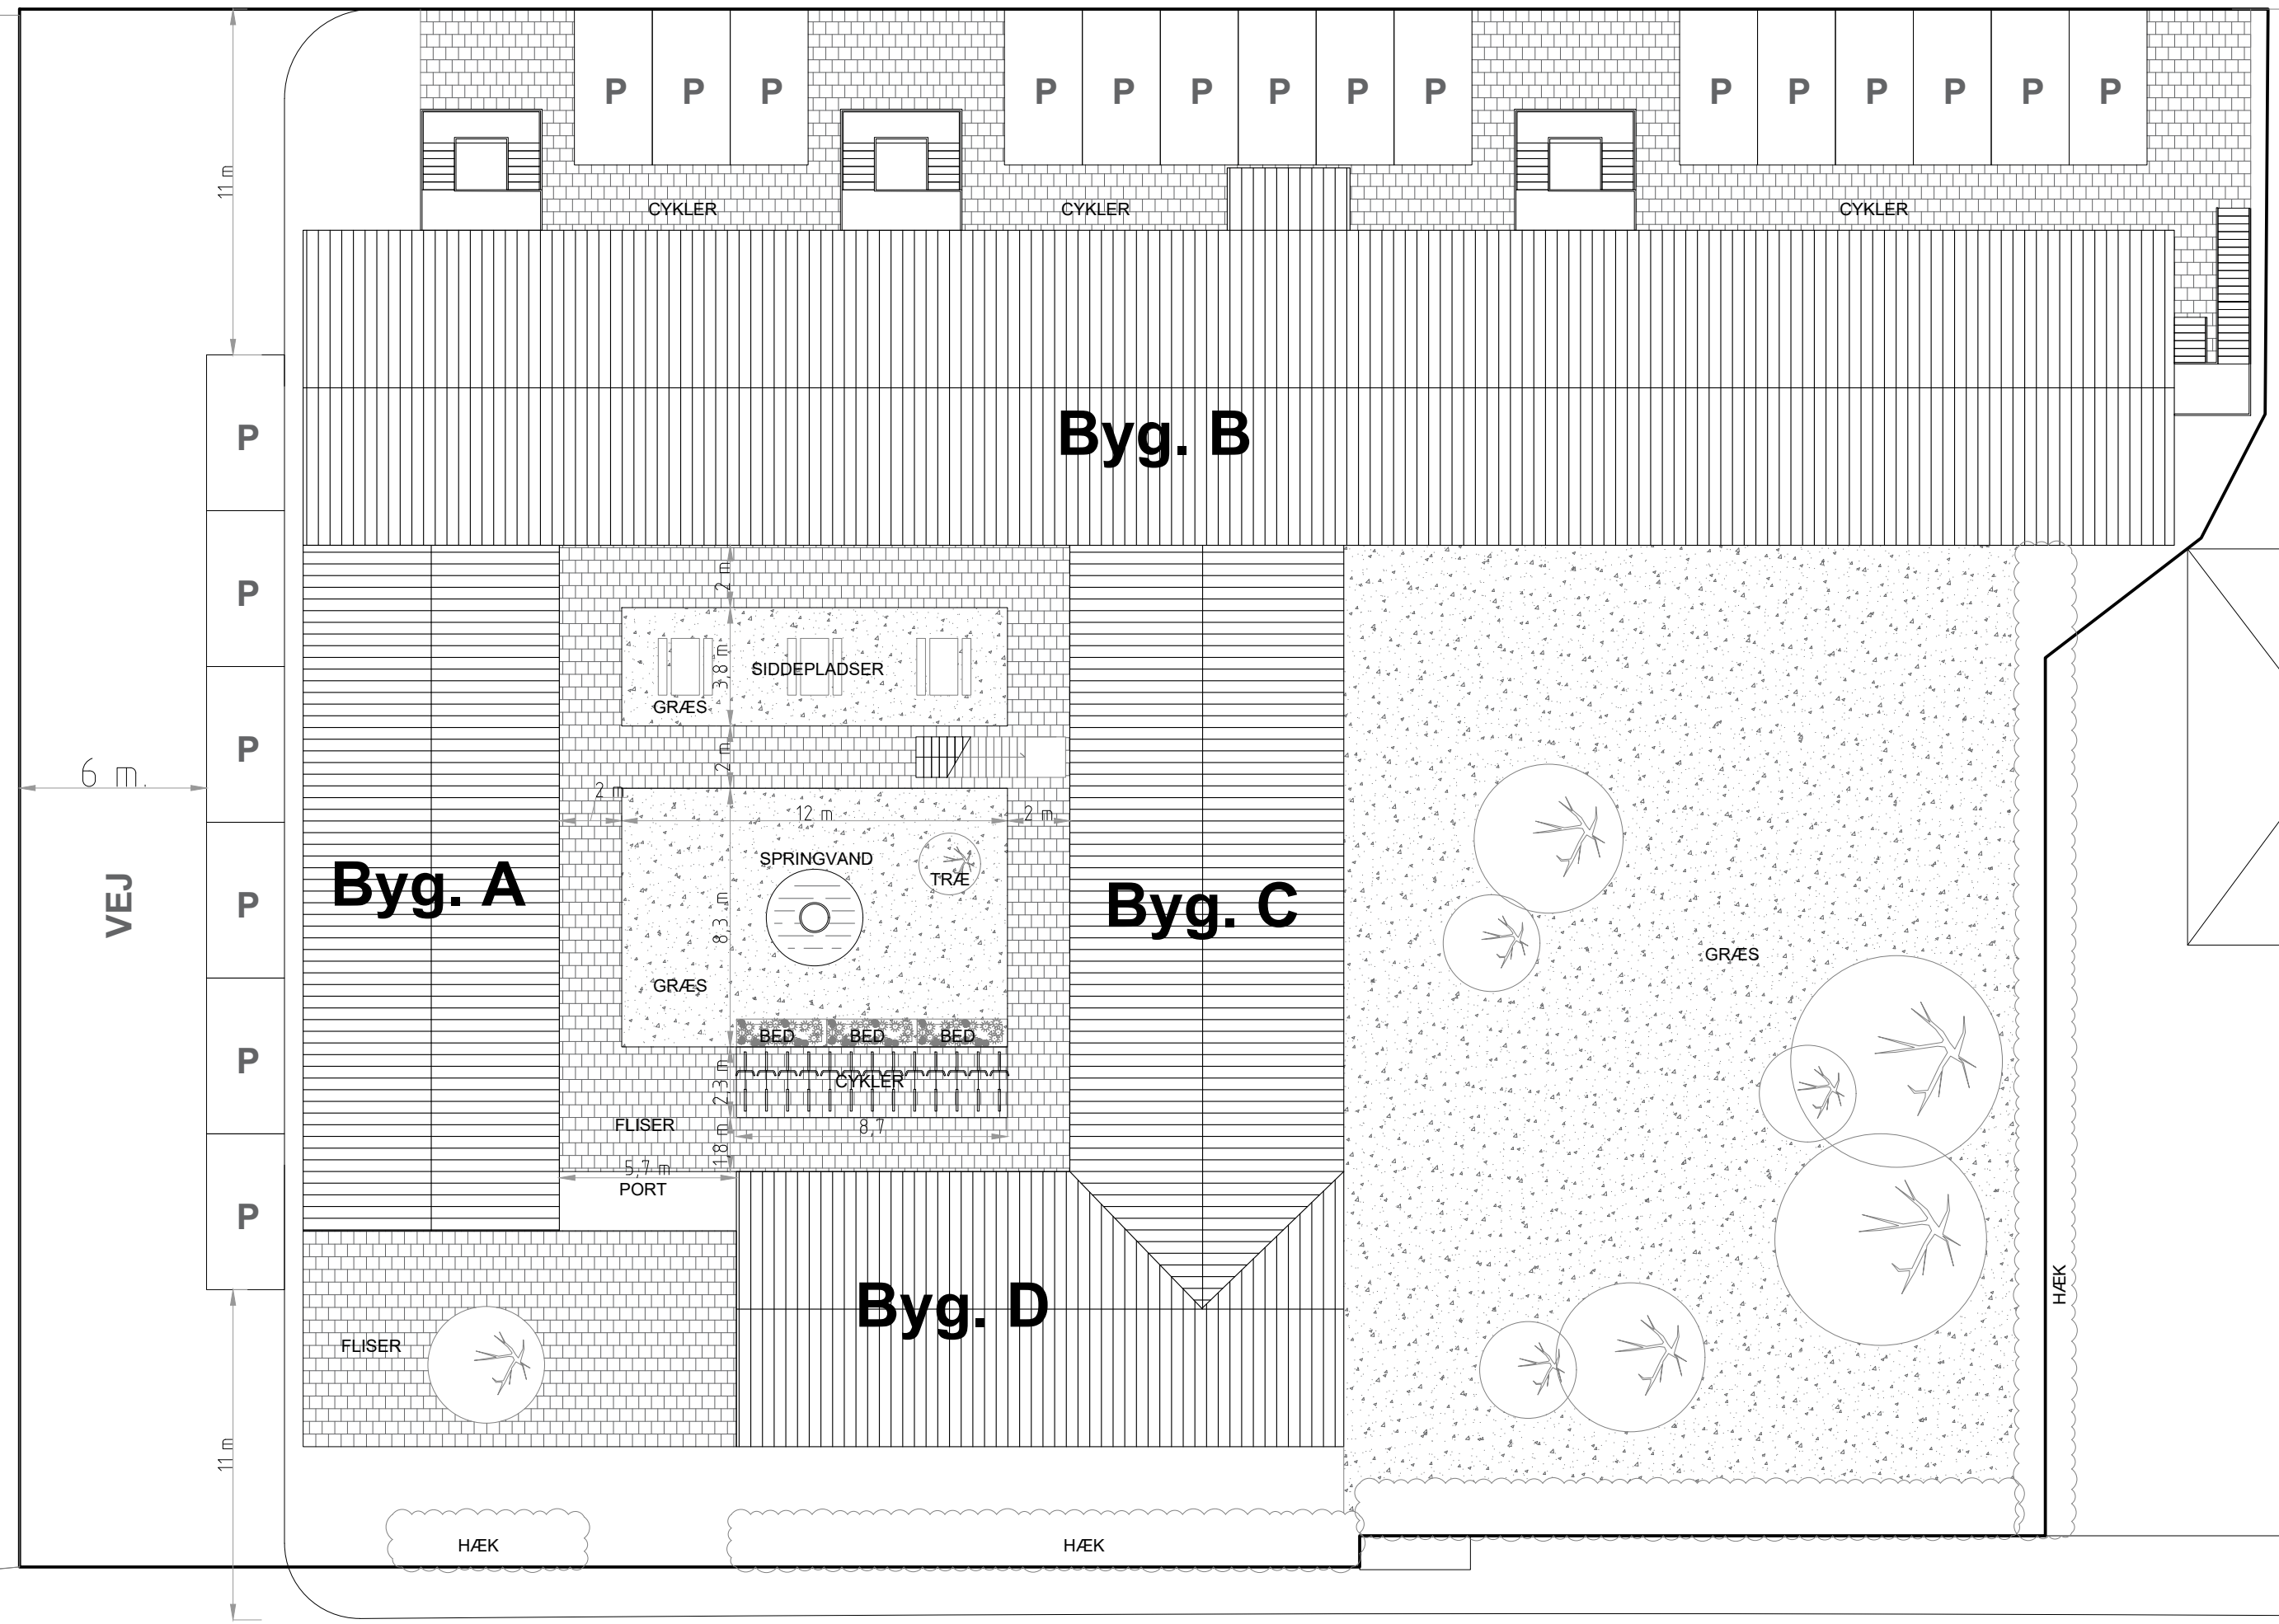 P P P P P P P P P P P P P P P
11 m
CYKLER CYKLER CYKLER
P
Byg. B
P
2 m
3,8 m
SIDDEPLADSER
GRÆS
P
2 m
6 m.
2 m
12 m
2 m
SPRINGVAND
TRÆ
Byg. A
Byg. C
VEJ
P
8,3 m
GRÆS
GRÆS
BED BED BED
P
CYKLER
2,3 m
FLISER
8,7
1,8 m
5,7 m
PORT
P
Byg. D
HÆK
FLISER
11 m
HÆK
HÆK